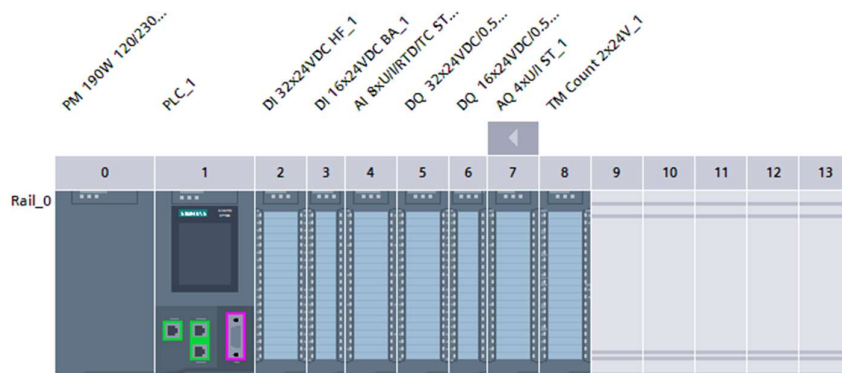 PM 190W 120/230...
PLC_1
DI 32x24VDC HF_1
DI 16x24VDC BA_1
AI 8xU/I/RTD/TC ST...
DQ 32x24VDC/0.5...
DQ 16x24VDC/0.5...
AQ 4xU/I ST_1
TM Count 2x24V_1
0 1 2 3 4 5 6 7 8 9 10 11 12 13
Rail_0
SIEMENS